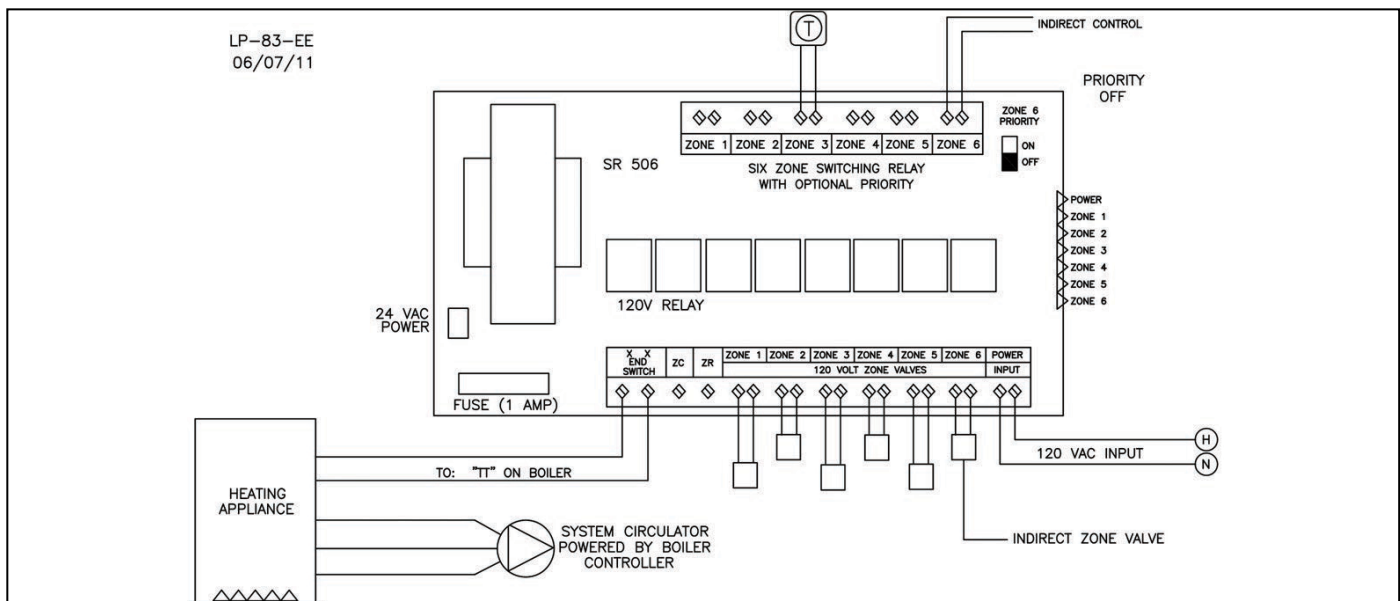 LP-83-EE
06/07/11
T
INDIRECT CONTROL
PRIORITY
OFF
ZONE 6
PRIORITY
ON
OFF
ZONE 1 ZONE 2 ZONE 3 ZONE 4 ZONE 5 ZONE 6
SR 506
SIX ZONE SWITCHING RELAY
WITH OPTIONAL PRIORITY
POWER
ZONE 1
ZONE 2
ZONE 3
ZONE 4
ZONE 5
ZONE 6
120V RELAY
24 VAC
POWER
X X
END
SWITCH
ZC
ZR
ZONE 1 ZONE 2 ZONE 3 ZONE 4 ZONE 5 ZONE 6
120 VOLT ZONE VALVES
POWER
INPUT
FUSE (1 AMP)
H
120 VAC INPUT
N
TO: "TT" ON BOILER
HEATING
APPLIANCE
SYSTEM CIRCULATOR
POWERED BY BOILER
CONTROLLER
INDIRECT ZONE VALVE